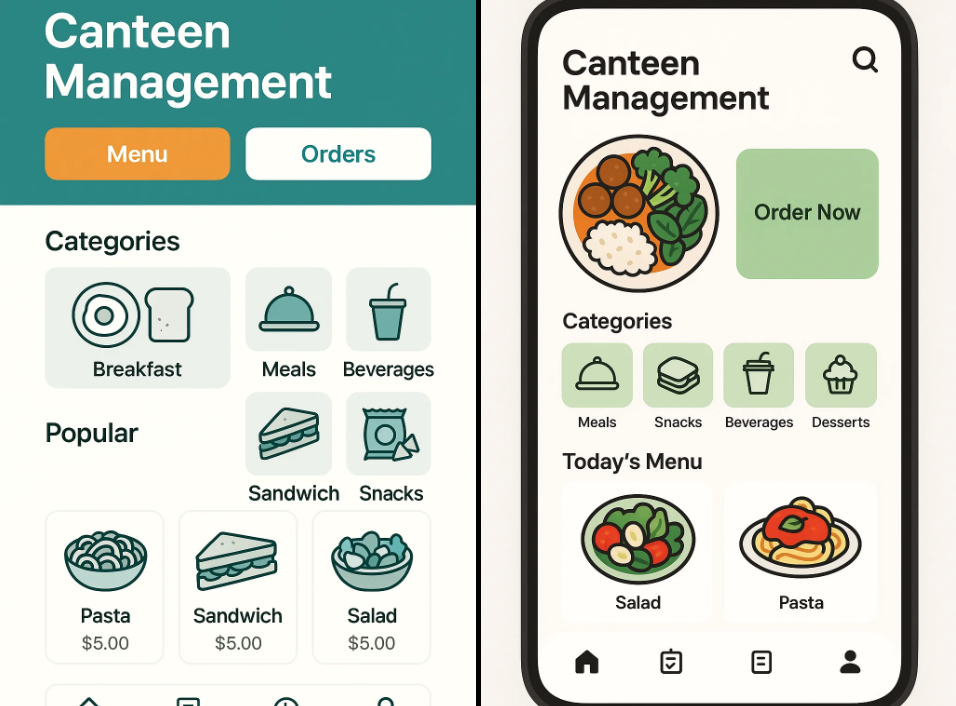 Canteen
Management
Menu
Orders
Categories
Breakfast
Meals
Beverages
Popular
Sandwich
Snacks
Pasta
$5.00
Sandwich
$5.00
Salad
$5.00
Canteen
Management
Order Now
Categories
Meals
Snacks
Beverages
Desserts
Today's Menu
Salad
Pasta